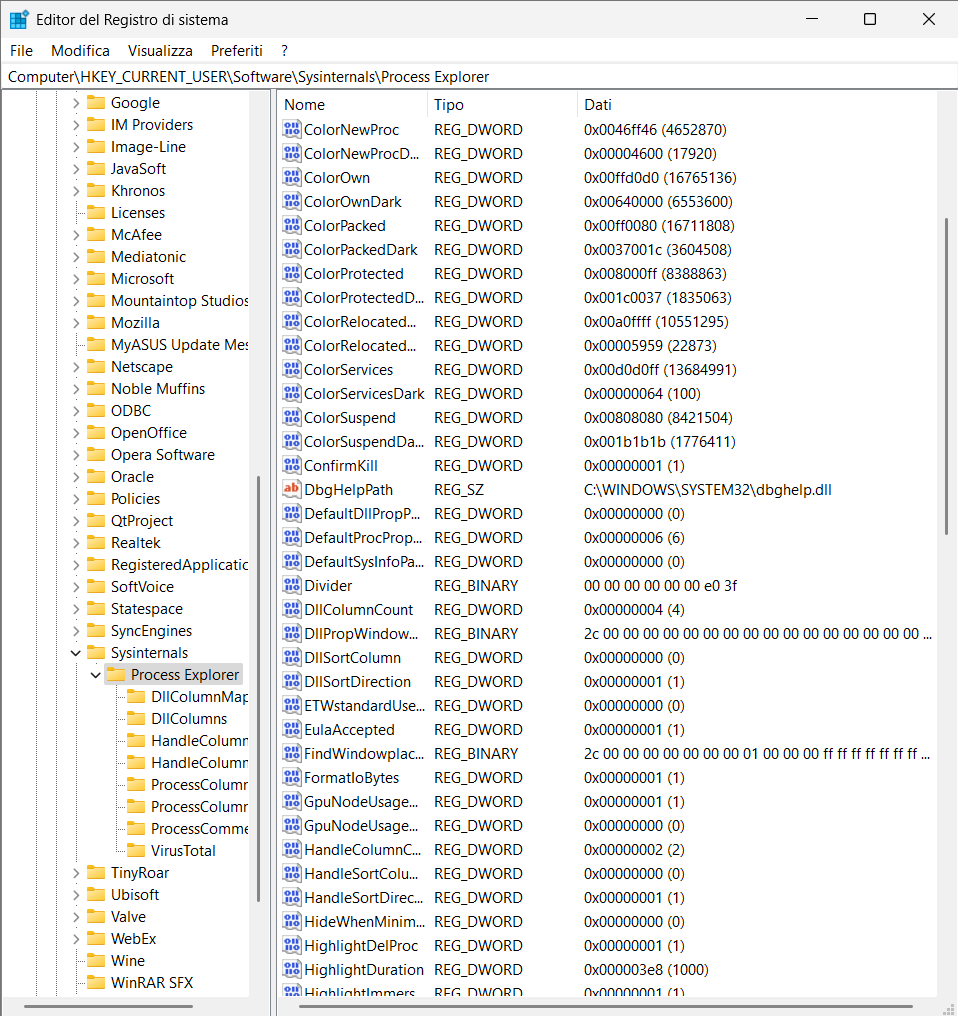 Editor del Registro di sistema
File Modifica Visualizza Preferiti ?
Computer\HKEY_CURRENT_USER\Software\Sysinternals\Process Explorer
Google
IM Providers
Image-Line
JavaSoft
Khronos
Licenses
McAfee
Mediatonic
Microsoft
Mountaintop Studios
Mozilla
MyASUS Update Mes
Netscape
Noble Muffins
ODBC
OpenOffice
Opera Software
Oracle
Policies
QtProject
Realtek
RegisteredApplicatic
SoftVoice
Statespace
SyncEngines
Sysinternals
Process Explorer
DllColumnMap
DllColumns
HandleColumn
HandleColumn
ProcessColumn
ProcessColumn
ProcessComme
VirusTotal
TinyRoar
Ubisoft
Valve
WebEx
Wine
WinRAR SFX
Nome Tipo Dati
ColorNewProc REG_DWORD 0x0046ff46 (4652870)
ColorNewProcD... REG_DWORD 0x00004600 (17920)
ColorOwn REG_DWORD 0x00ffd0d0 (16765136)
ColorOwnDark REG_DWORD 0x00640000 (6553600)
ColorPacked REG_DWORD 0x00ff0080 (16711808)
ColorPackedDark REG_DWORD 0x0037001c (3604508)
ColorProtected REG_DWORD 0x008000ff (8388863)
ColorProtectedD... REG_DWORD 0x001c0037 (1835063)
ColorRelocated... REG_DWORD 0x00a0ffff (10551295)
ColorRelocated... REG_DWORD 0x00005959 (22873)
ColorServices REG_DWORD 0x00d0d0ff (13684991)
ColorServicesDark REG_DWORD 0x00000064 (100)
ColorSuspend REG_DWORD 0x00808080 (8421504)
ColorSuspendDa... REG_DWORD 0x001b1b1b (1776411)
ConfirmKill REG_DWORD 0x00000001 (1)
DbgHelpPath REG_SZ C:\WINDOWS\SYSTEM32\dbghelp.dll
DefaultDllPropP... REG_DWORD 0x00000000 (0)
DefaultProcProp... REG_DWORD 0x00000006 (6)
DefaultSysInfoPa... REG_DWORD 0x00000000 (0)
Divider REG_BINARY 00 00 00 00 00 00 e0 3f
DllColumnCount REG_DWORD 0x00000004 (4)
DllPropWindow... REG_BINARY 2c 00 00 00 00 00 00 00 00 00 00 00 00 00 00 00 00 ...
DllSortColumn REG_DWORD 0x00000000 (0)
DllSortDirection REG_DWORD 0x00000001 (1)
ETWstandardUse... REG_DWORD 0x00000000 (0)
EulaAccepted REG_DWORD 0x00000001 (1)
FindWindowplac... REG_BINARY 2c 00 00 00 00 00 00 00 01 00 00 00 ff ff ff ff ff ff ff ...
FormatIoBytes REG_DWORD 0x00000001 (1)
GpuNodeUsage... REG_DWORD 0x00000001 (1)
GpuNodeUsage... REG_DWORD 0x00000000 (0)
HandleColumnC... REG_DWORD 0x00000002 (2)
HandleSortColu... REG_DWORD 0x00000000 (0)
HandleSortDirec... REG_DWORD 0x00000001 (1)
HideWhenMinim... REG_DWORD 0x00000000 (0)
HighlightDelProc REG_DWORD 0x00000001 (1)
HighlightDuration REG_DWORD 0x000003e8 (1000)
HighlightImmers REG_DWORD 0x00000001 (1)